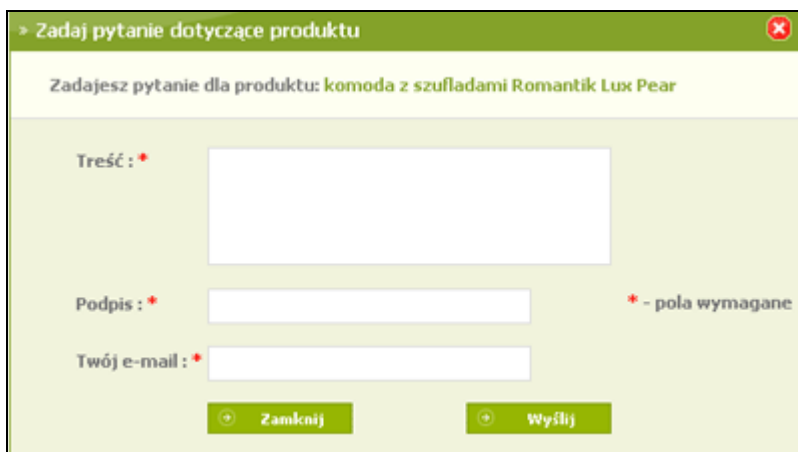 » Zadaj pytanie dotyczące produktu
Zadajesz pytanie dla produktu: komoda z szufladami Romantik Lux Pear
Treść : *
Podpis : *
* - pola wymagane
Twój e-mail : *
Zamknij
Wyślij